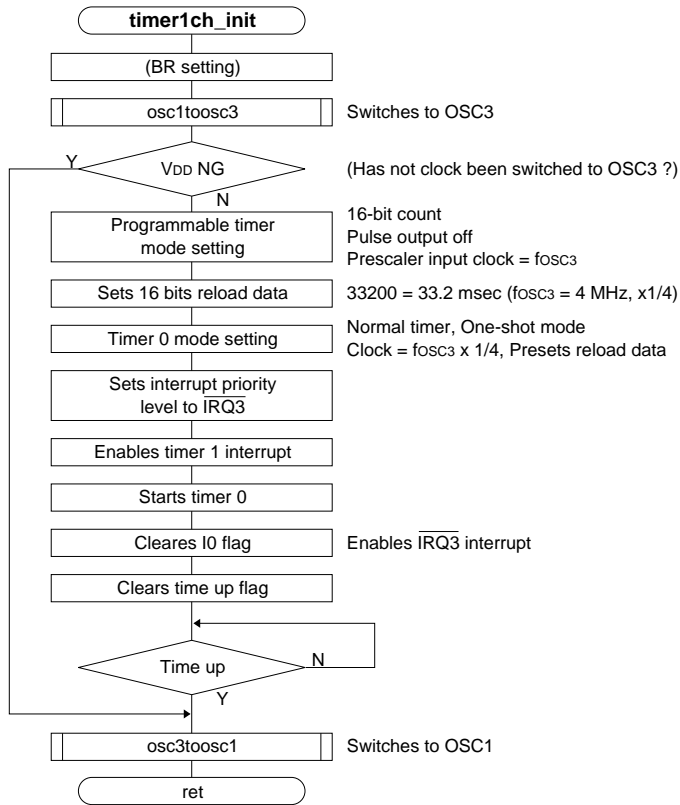 timer1ch_init
(BR setting)
osc1toosc3 Switches to OSC3
Y VDD NG (Has not clock been switched to OSC3 ?)
N
Programmable timer
mode setting
16-bit count
Pulse output off
Prescaler input clock = fOSC3
Sets 16 bits reload data 33200 = 33.2 msec (fOSC3 = 4 MHz, x1/4)
Timer 0 mode setting
Normal timer, One-shot mode
Clock = fOSC3 x 1/4, Presets reload data
Sets interrupt priority
level to IRQ3
Enables timer 1 interrupt
Starts timer 0
Cleares I0 flag Enables IRQ3 interrupt
Clears time up flag
Time up N
Y
osc3toosc1 Switches to OSC1
ret